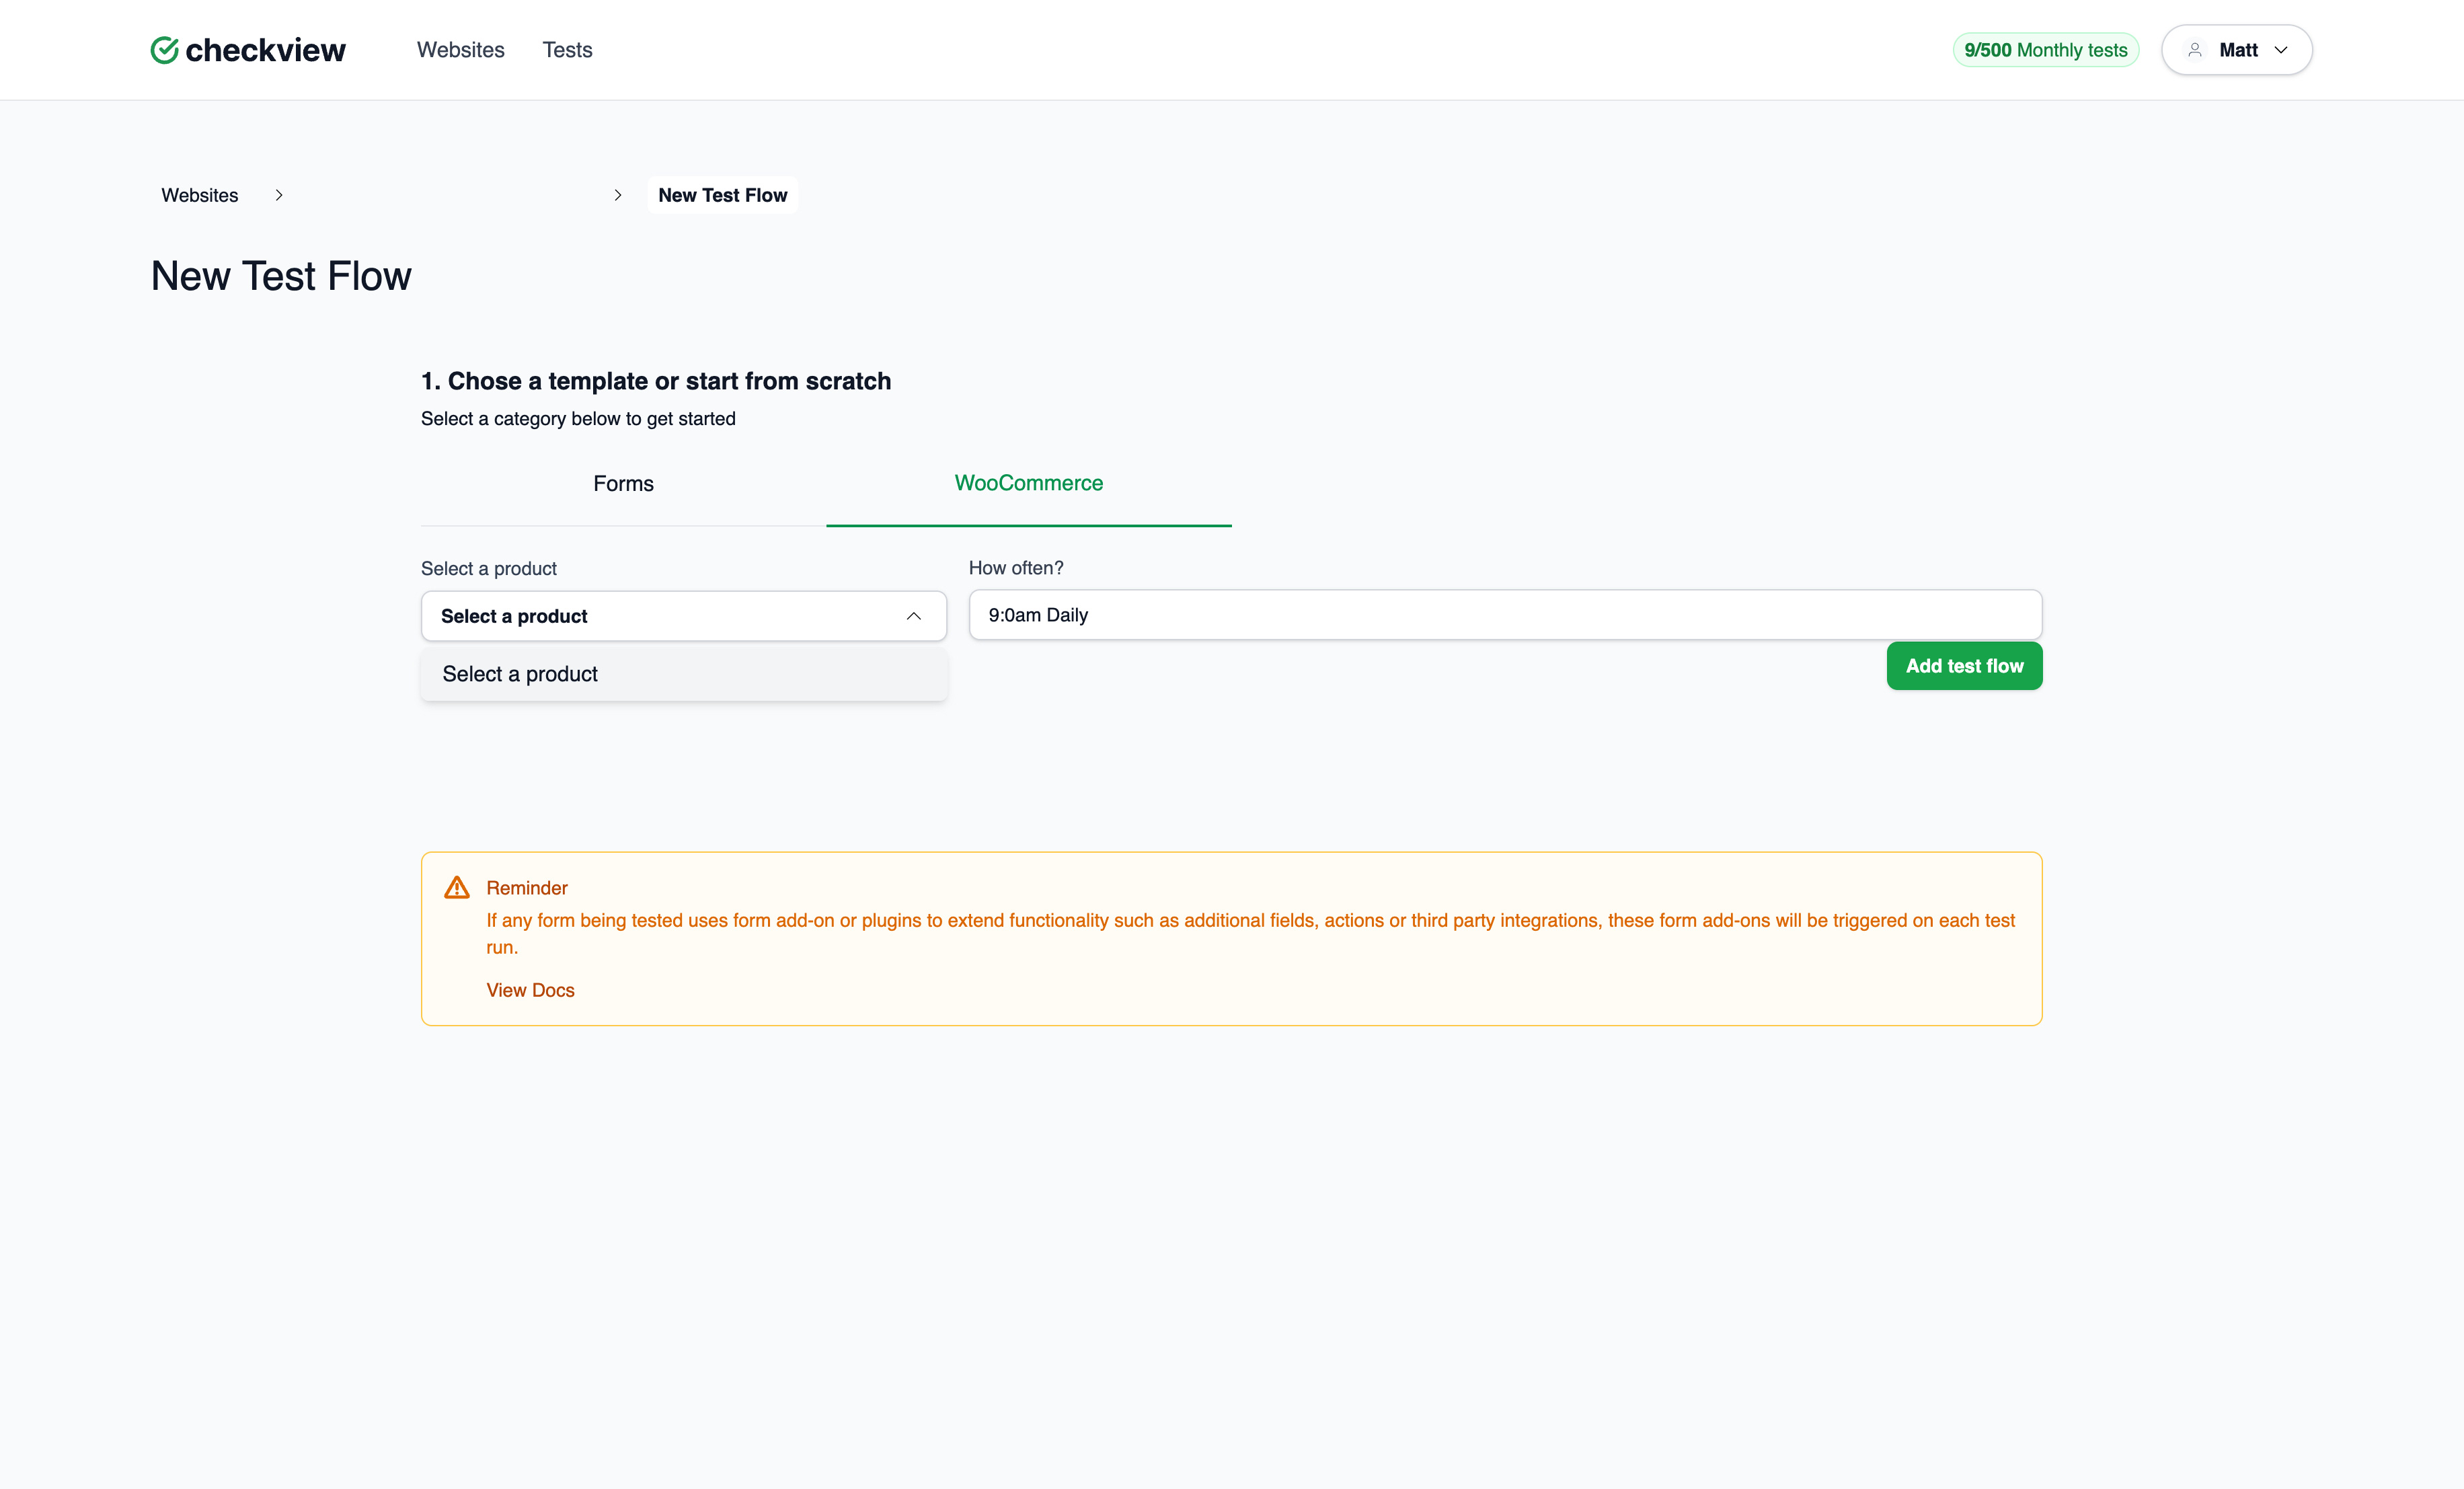 checkview
Websites
Tests
9/500 Monthly tests
Matt
Websites
New Test Flow
New Test Flow
1. Chose a template or start from scratch
Select a category below to get started
Forms
WooCommerce
Select a product
How often?
Select a product
9:0am Daily
Select a product
Add test flow
Reminder
If any form being tested uses form add-on or plugins to extend functionality such as additional fields, actions or third party integrations, these form add-ons will be triggered on each test
run.
View Docs